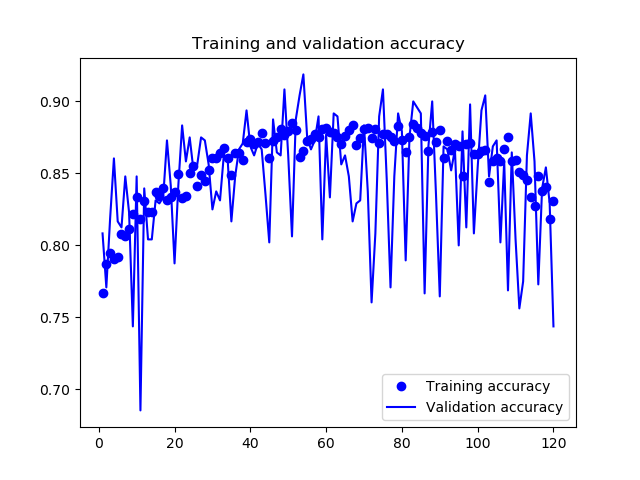 Training and validation accuracy
0.90
0.85
0.80
0.75
0.70
Training accuracy
Validation accuracy
0 20 40 60 80 100 120